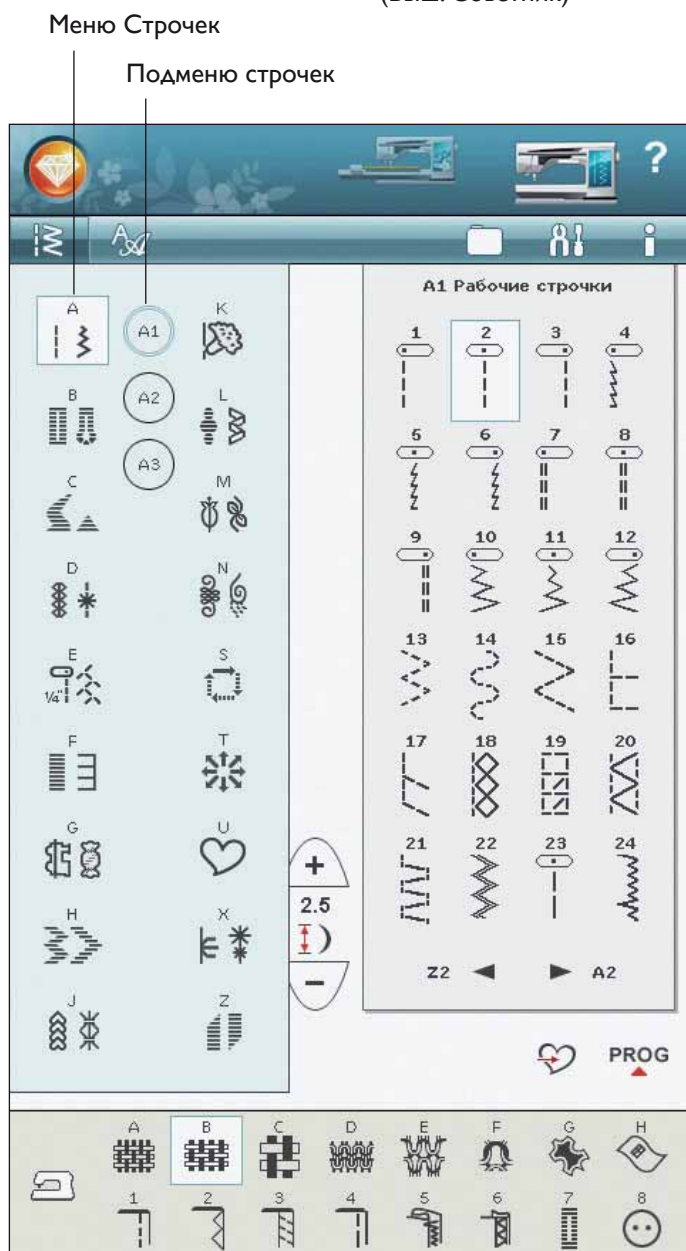 Меню Строчек
Подменю строчек
?
A K
A1
B L
A2
C M
A3
D N
E S
1/4"
F T
G U
H X
J Z
+
2.5
−
A1 Рабочие строчки
1 2 3 4
5 6 7 8
9 10 11 12
13 14 15 16
17 18 19 20
21 22 23 24
Z2 ◄ ► A2
PROG
A B C D E F G H
1 2 3 4 5 6 7 8